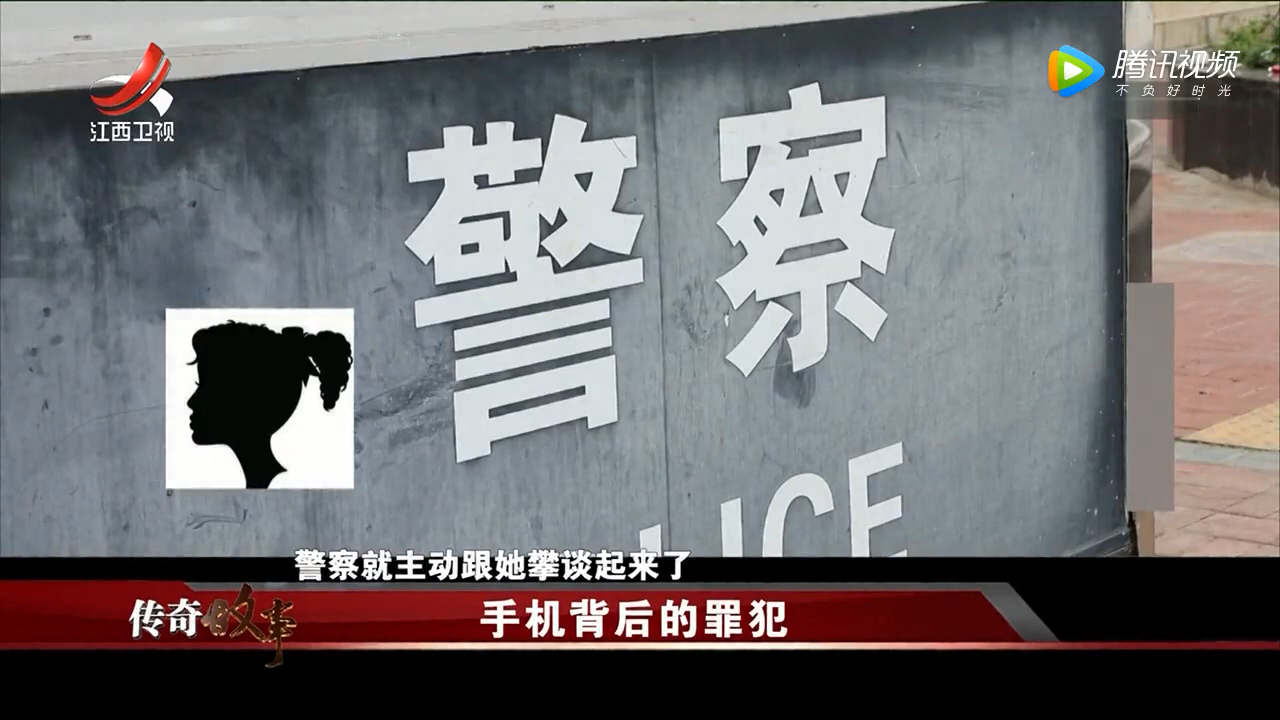 江西卫视
腾讯视频
不负好时光
警察
LICE
警察就主动跟她攀谈起来了
传奇故事
手机背后的罪犯